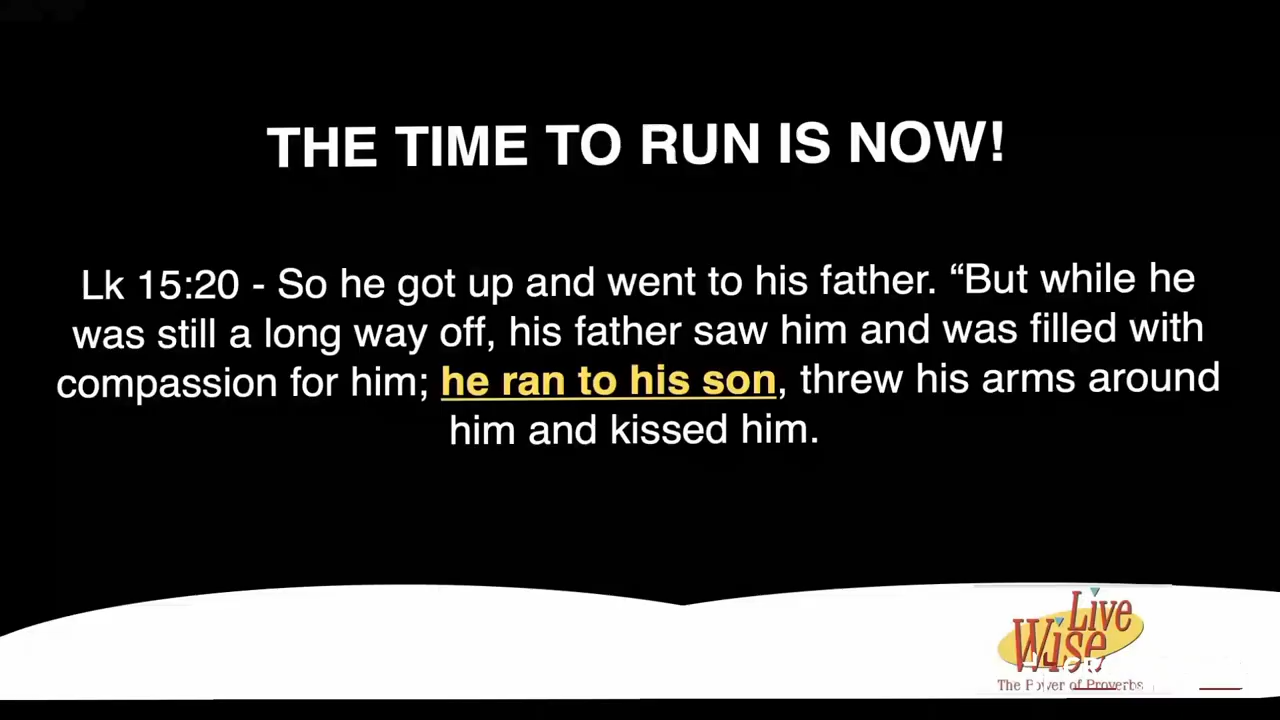 THE TIME TO RUN IS NOW!
Lk 15:20 - So he got up and went to his father. “But while he
was still a long way off, his father saw him and was filled with
compassion for him; he ran to his son, threw his arms around
him and kissed him.
Live
Wise
The Power of Proverbs